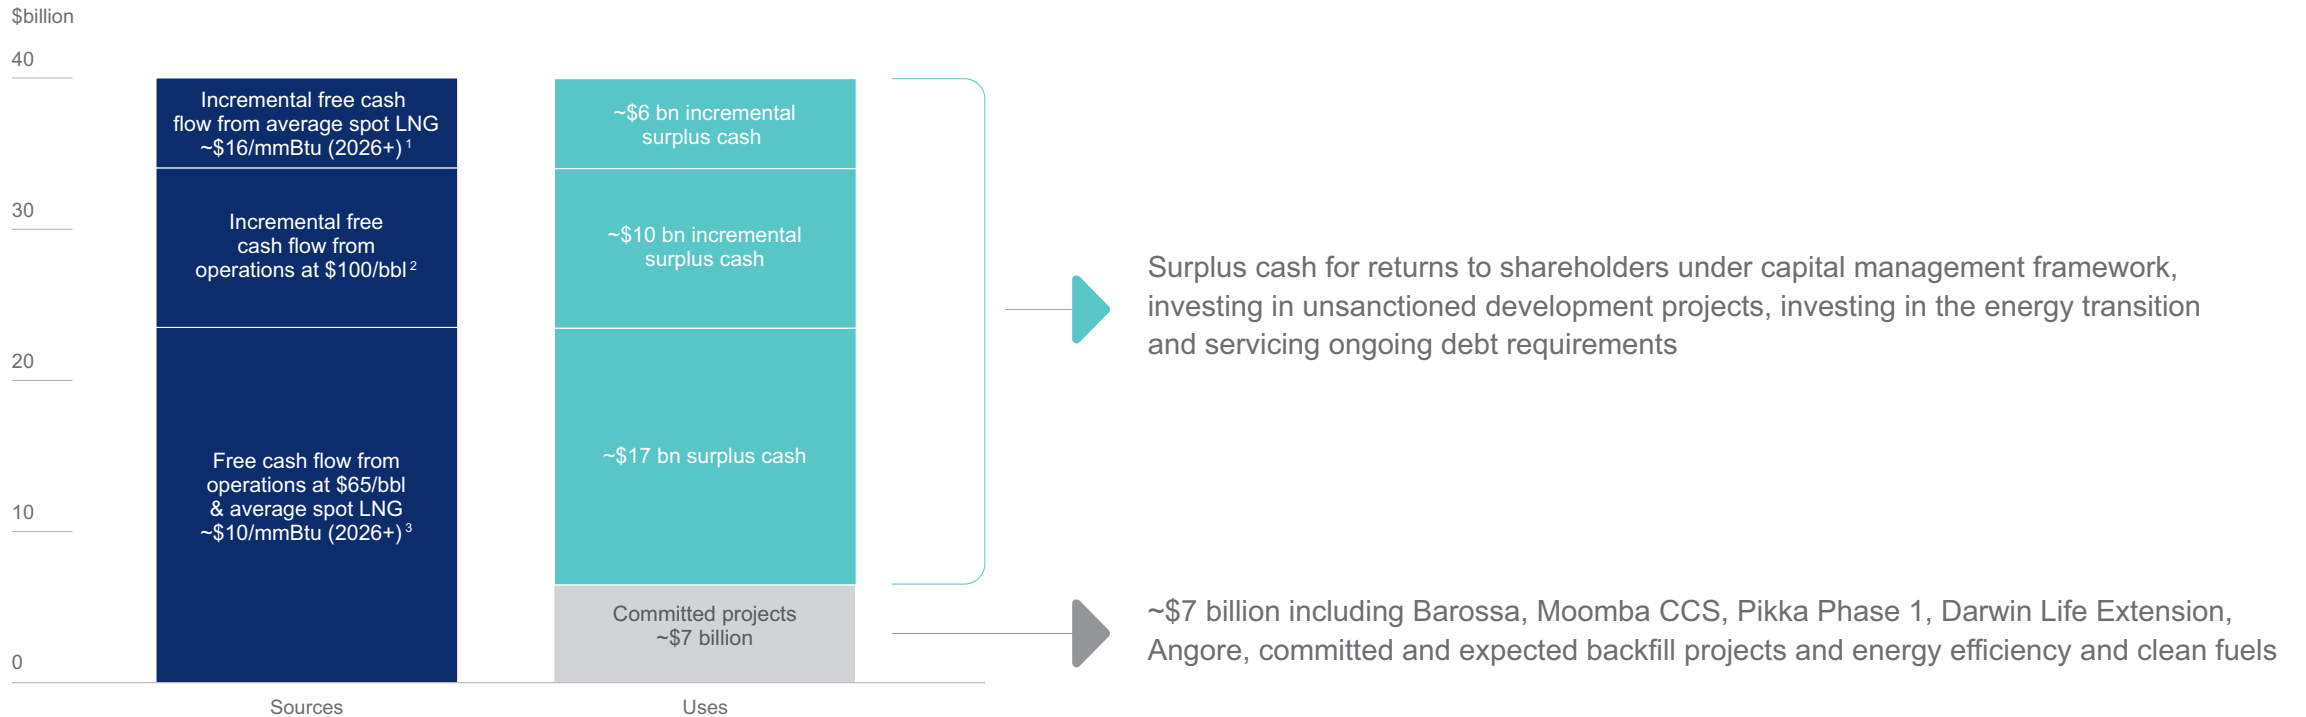 $billion
40
30
20
10
0
Incremental free cash
flow from average spot LNG
~$16/mmBtu (2026+) 1
Incremental free
cash flow from
operations at $100/bbl 2
Free cash flow from
operations at $65/bbl
& average spot LNG
~$10/mmBtu (2026+) 3
Sources
~$6 bn incremental
surplus cash
~$10 bn incremental
surplus cash
~$17 bn surplus cash
Committed projects
~$7 billion
Uses
Surplus cash for returns to shareholders under capital management framework,
investing in unsanctioned development projects, investing in the energy transition
and servicing ongoing debt requirements
~$7 billion including Barossa, Moomba CCS, Pikka Phase 1, Darwin Life Extension,
Angore, committed and expected backfill projects and energy efficiency and clean fuels